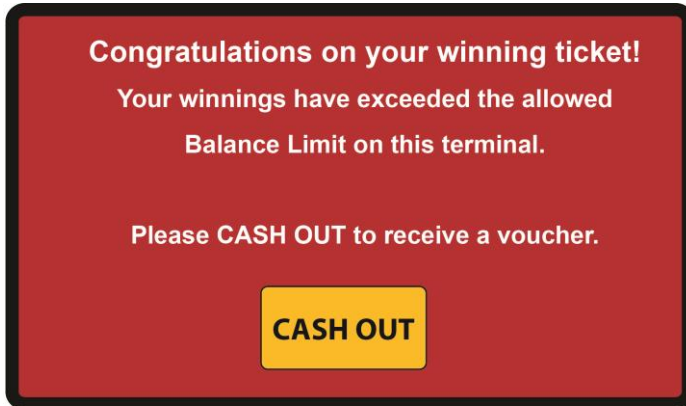 Congratulations on your winning ticket!
Your winnings have exceeded the allowed
Balance Limit on this terminal.
Please CASH OUT to receive a voucher.
CASH OUT